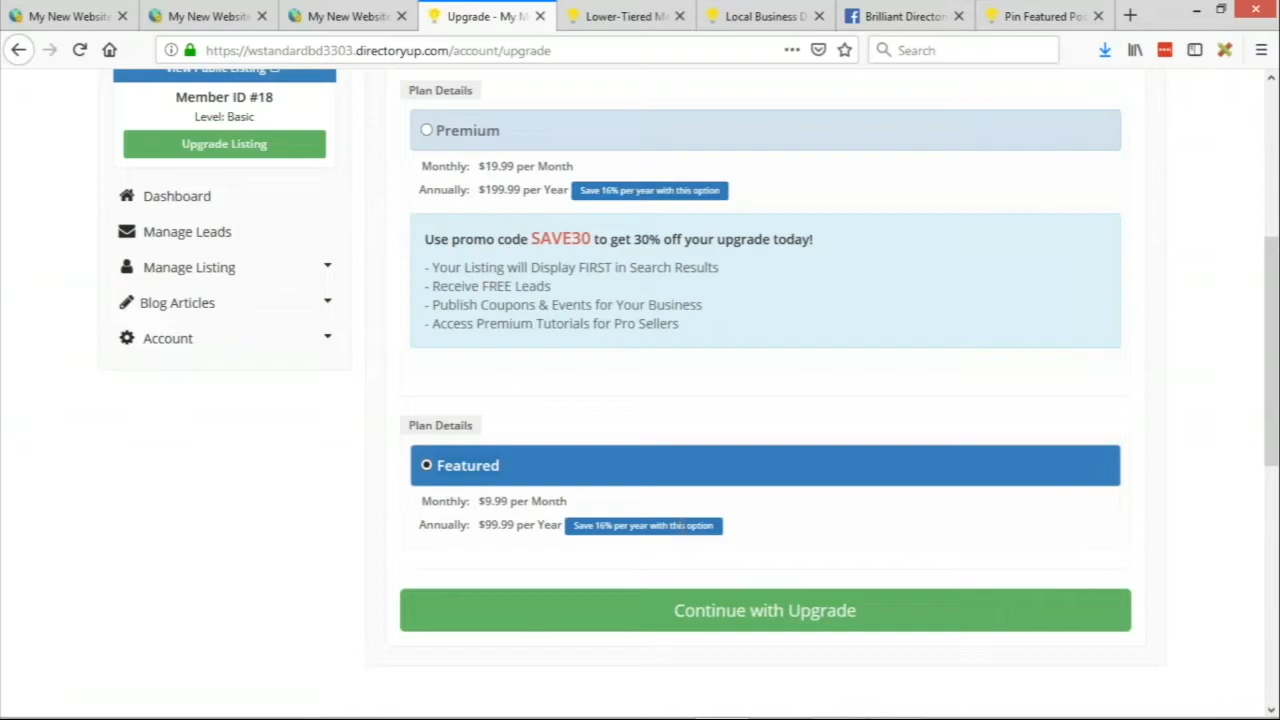 My New Website
My New Website
My New Website
Upgrade - My M
Lower-Tiered Me
Local Business D
Brilliant Director
Pin Featured Pos
https://wstandardbd3303.directoryup.com/account/upgrade
Search
View Public Listing
Member ID #18
Level: Basic
Upgrade Listing
Dashboard
Manage Leads
Manage Listing
Blog Articles
Account
Plan Details
Premium
Monthly: $19.99 per Month
Annually: $199.99 per Year Save 16% per year with this option
Use promo code SAVE30 to get 30% off your upgrade today!
- Your Listing will Display FIRST in Search Results
- Receive FREE Leads
- Publish Coupons & Events for Your Business
- Access Premium Tutorials for Pro Sellers
Plan Details
Featured
Monthly: $9.99 per Month
Annually: $99.99 per Year Save 16% per year with this option
Continue with Upgrade